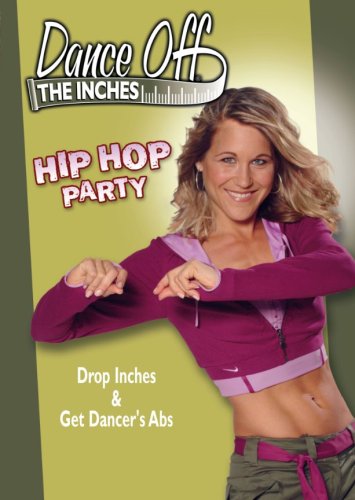 Dance Off
THE INCHES
HIP HOP
PARTY
Drop Inches
&
Get Dancer's Abs